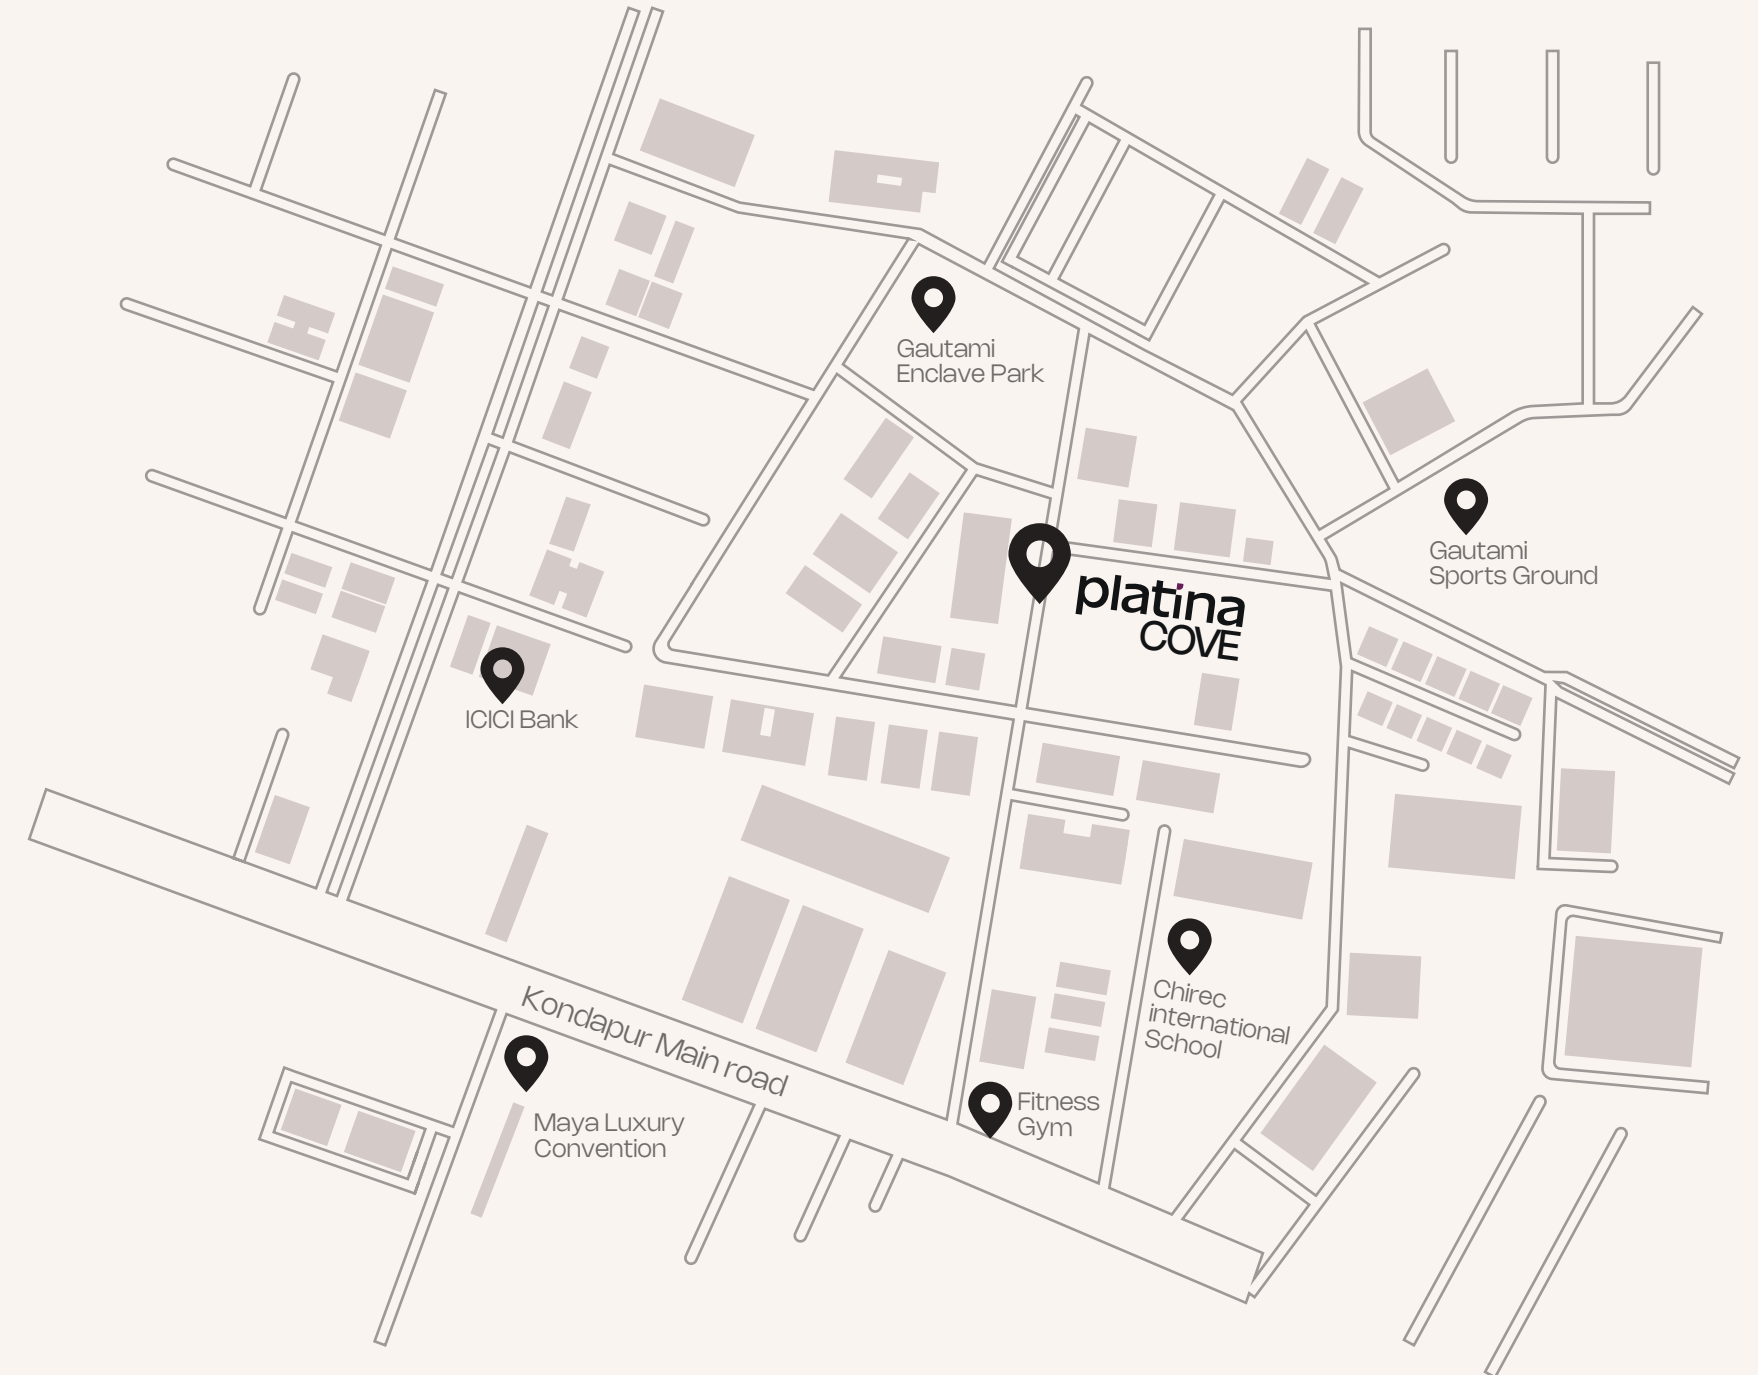 Gautami
Enclave Park
Gautami
Sports Ground
platina
COVE
ICICI Bank
Chirec
international
School
Kondapur Main road
Fitness
Gym
Maya Luxury
Convention